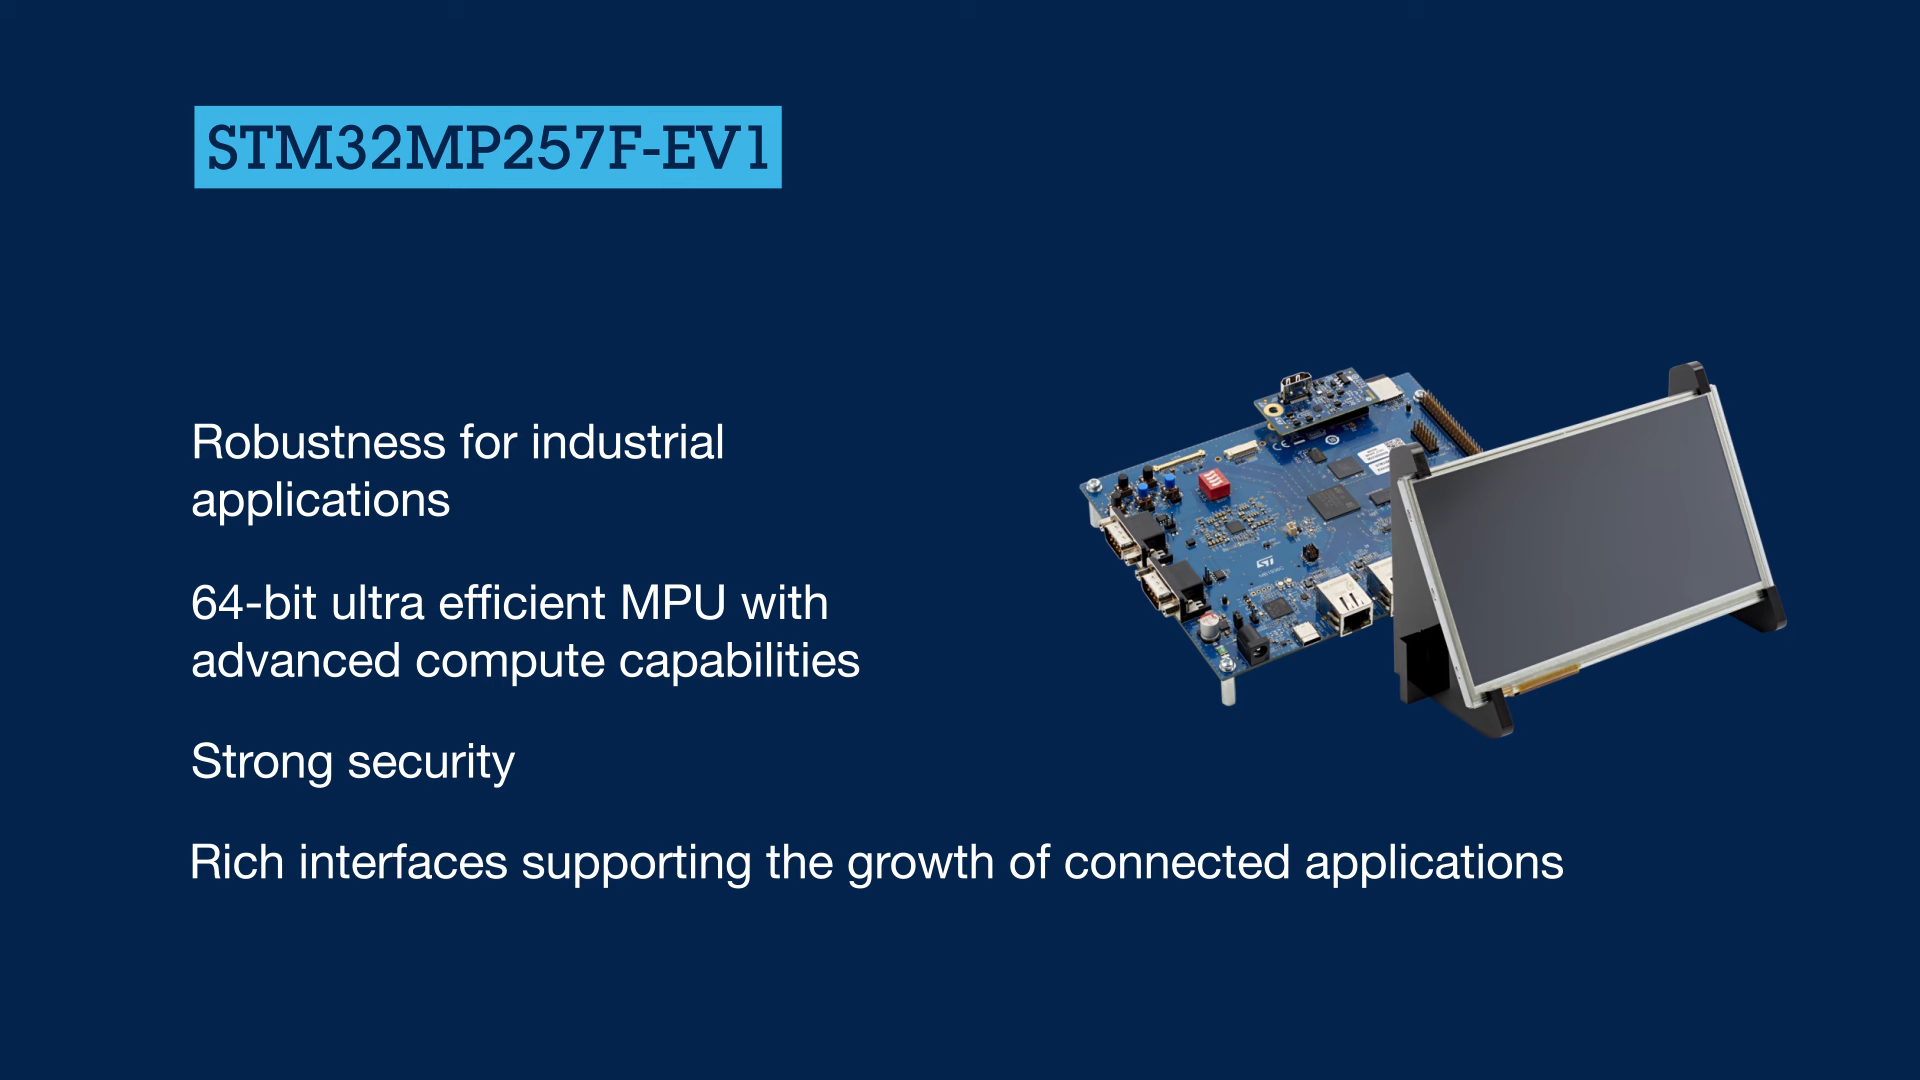 STM32MP257F-EV1
Robustness for industrial
applications
64-bit ultra efficient MPU with
advanced compute capabilities
Strong security
Rich interfaces supporting the growth of connected applications